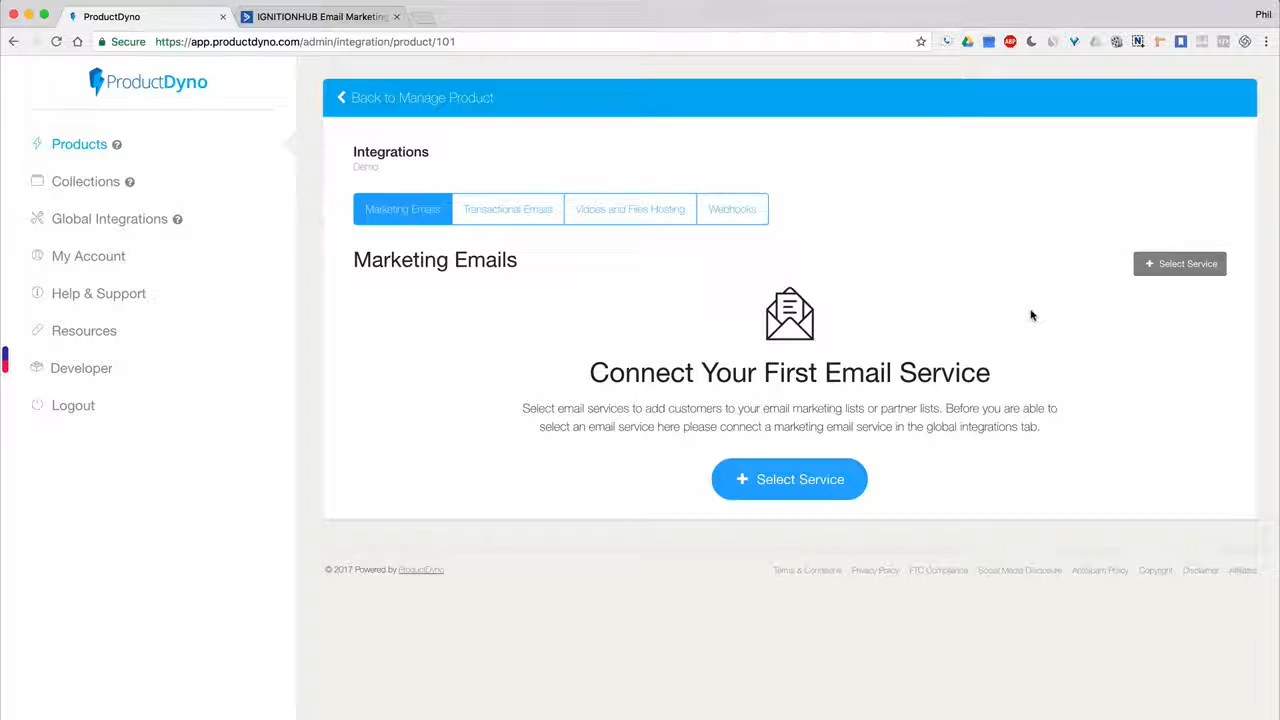 ProductDyno
IGNITIONHUB Email Marketing
Phil
Secure
https://app.productdyno.com/admin/integration/product/101
ABP
ProductDyno
Products
Collections
Global Integrations
My Account
Help & Support
Resources
Developer
Logout
Back to Manage Product
Integrations
Demo
Marketing Emails
Transactional Emails
Videos and Files Hosting
Webhooks
Marketing Emails
+ Select Service
Connect Your First Email Service
Select email services to add customers to your email marketing lists or partner lists. Before you are able to
select an email service here please connect a marketing email service in the global integrations tab.
+ Select Service
© 2017 Powered by ProductDyno
Terms & Conditions
Privacy Policy
FTC Compliance
Social Media Disclosure
Antispam Policy
Copyright
Disclaimer
Affiliates